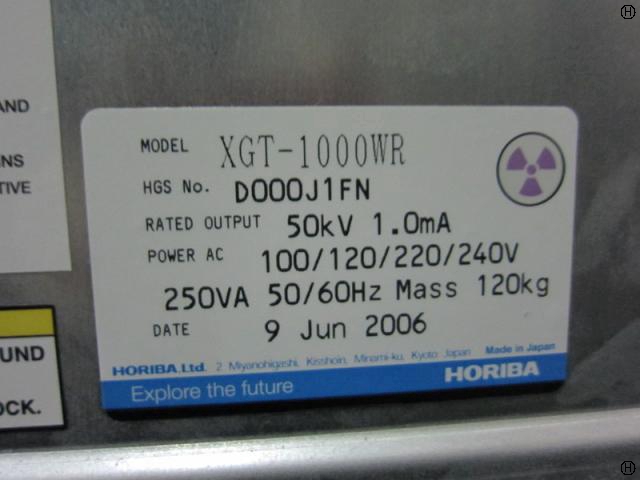 AND
NS
TIVE
UND
OCK.
MODEL XGT-1000WR
HGS No. D000J1FN
RATED OUTPUT 50kV 1.0mA
POWER AC 100/120/220/240V
250VA 50/60Hz Mass 120kg
DATE 9 Jun 2006
HORIBA,Ltd. 2 Miyanohigashi, Kisshoin, Minami-ku, Kyoto Japan Made in Japan
Explore the future HORIBA
H
H